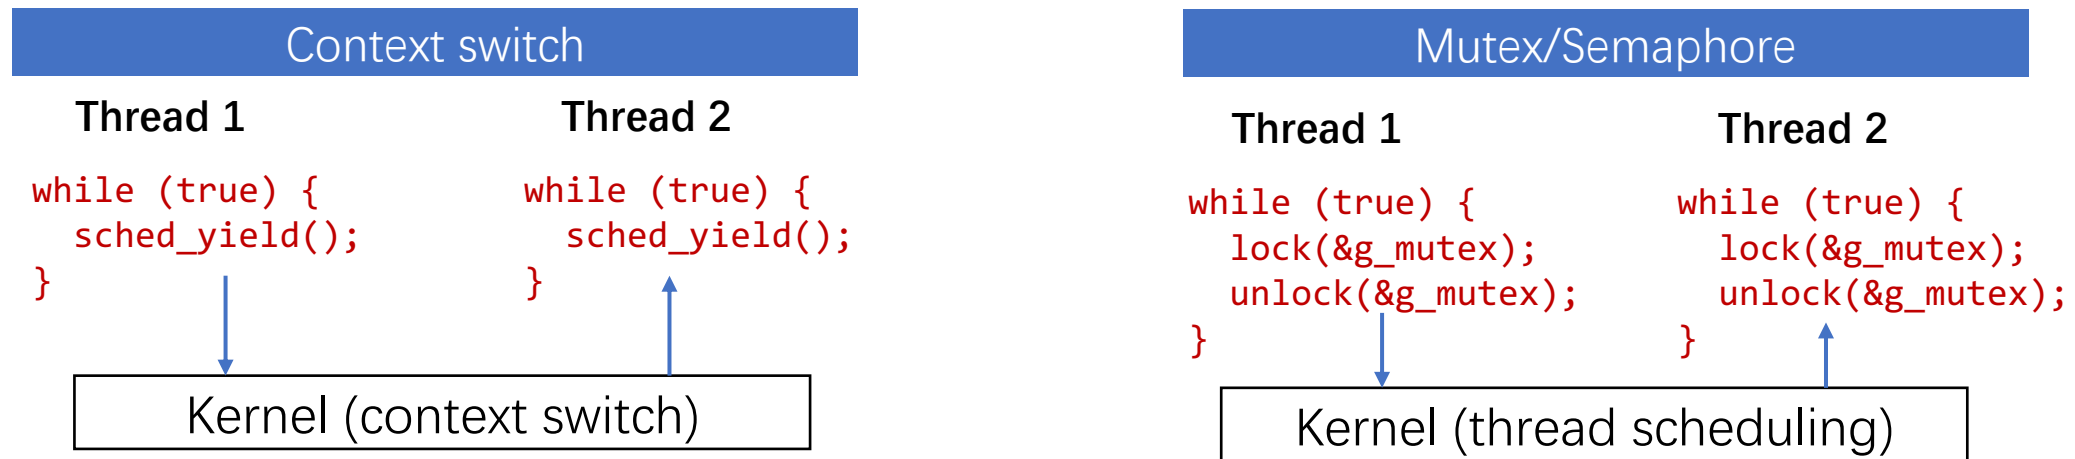 Context switch
Thread 1
while (true) {
  sched_yield();
}
Thread 2
while (true) {
  sched_yield();
}
Kernel (context switch)
Mutex/Semaphore
Thread 1
while (true) {
  lock(&g_mutex);
  unlock(&g_mutex);
}
Thread 2
while (true) {
  lock(&g_mutex);
  unlock(&g_mutex);
}
Kernel (thread scheduling)